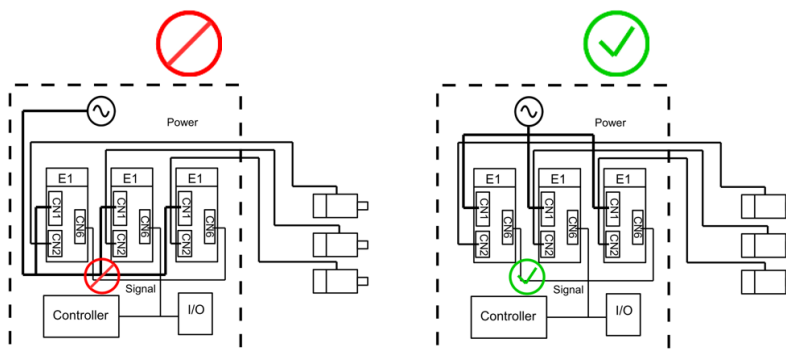 Power
E1 E1 E1
CN1 CN1 CN1
CN6 CN6 CN6
CN2 CN2 CN2
Signal
Controller
I/O
Power
E1 E1 E1
CN1 CN1 CN1
CN6 CN6 CN6
CN2 CN2 CN2
Signal
Controller
I/O